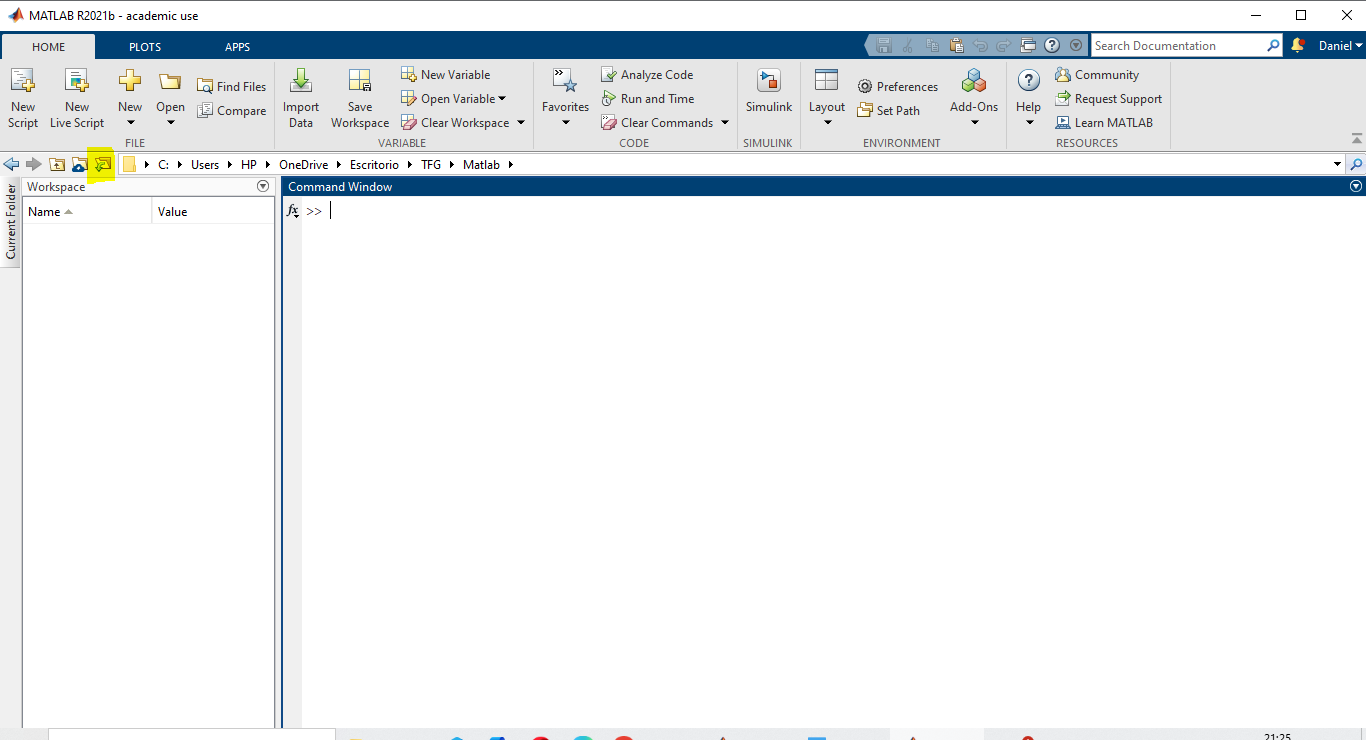 MATLAB R2021b - academic use
HOME PLOTS APPS
Search Documentation
Daniel
New Script
New Live Script
New
Open
Find Files
Compare
FILE
Import Data
Save Workspace
New Variable
Open Variable
Clear Workspace
VARIABLE
Favorites
Analyze Code
Run and Time
Clear Commands
CODE
Simulink
SIMULINK
Layout
Preferences
Set Path
Add-Ons
ENVIRONMENT
Help
Community
Request Support
Learn MATLAB
RESOURCES
C: Users HP OneDrive Escritorio TFG Matlab
Current Folder
Workspace
Name Value
Command Window
fx >>
21:25